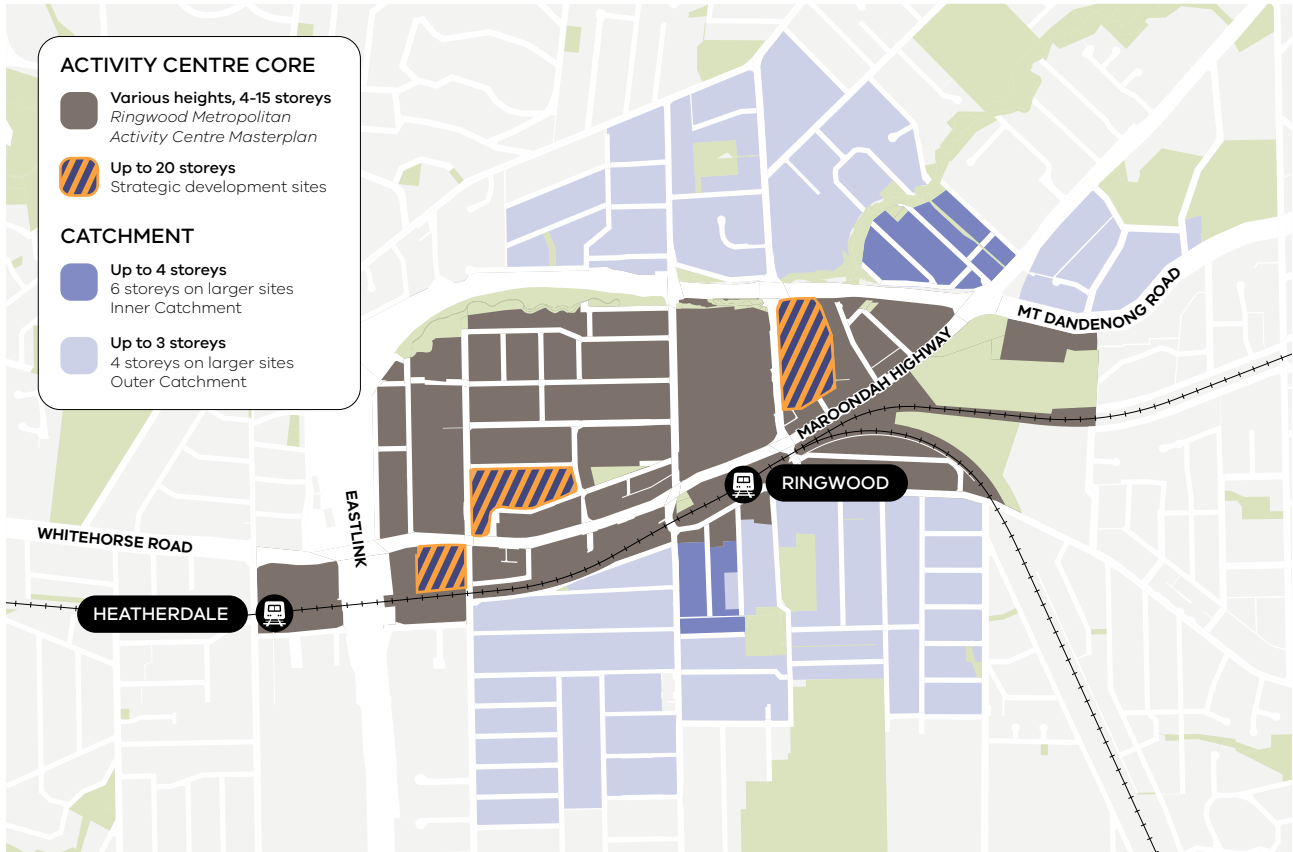 ACTIVITY CENTRE CORE
Various heights, 4-15 storeys
Ringwood Metropolitan
Activity Centre Masterplan
Up to 20 storeys
Strategic development sites
CATCHMENT
Up to 4 storeys
6 storeys on larger sites
Inner Catchment
Up to 3 storeys
4 storeys on larger sites
Outer Catchment
MT DANDENONG ROAD
MAROONDAH HIGHWAY
RINGWOOD
EASTLINK
WHITEHORSE ROAD
HEATHERDALE